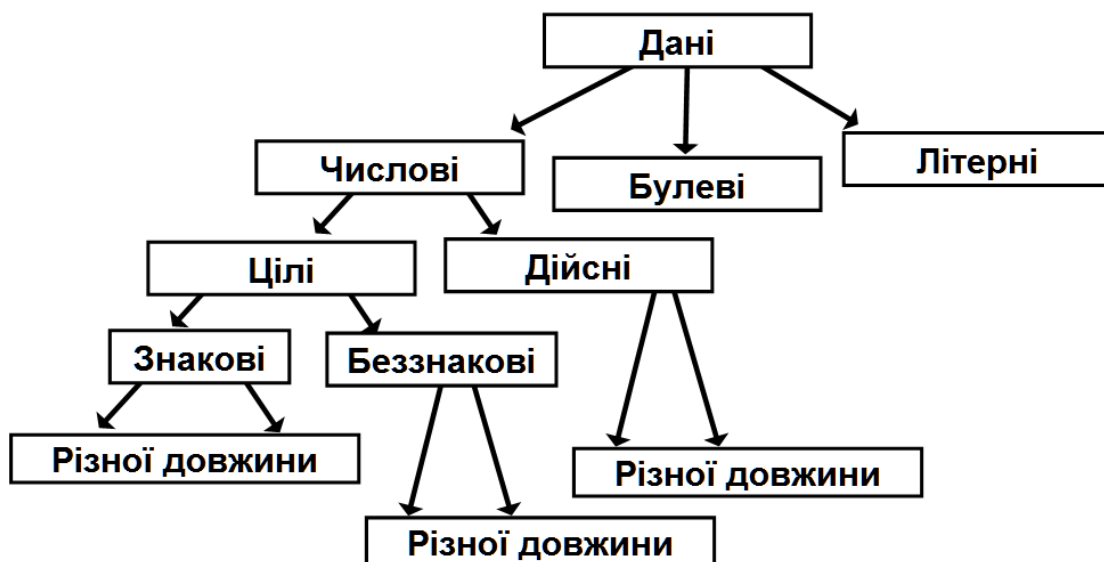 Дані
Числові
Булеві
Літерні
Цілі
Дійсні
Знакові
Беззнакові
Різної довжини
Різної довжини
Різної довжини